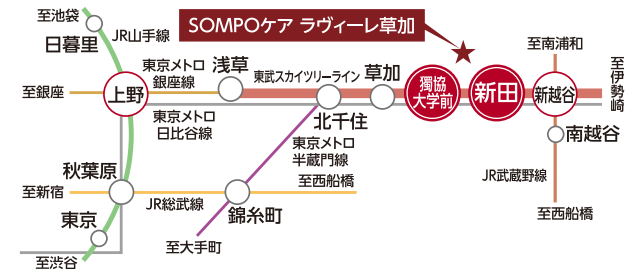 至池袋
SOMPOケア ラヴィーレ草加
JR山手線
日暮里
至南浦和
東京メトロ
銀座線
浅草
東武スカイツリーライン
草加
至伊勢崎
至銀座
上野
獨協
大学前
新田
新越谷
東京メトロ
日比谷線
北千住
南越谷
東京メトロ
半蔵門線
秋葉原
JR武蔵野線
至西船橋
至新宿
JR総武線
錦糸町
至西船橋
東京
至大手町
至渋谷